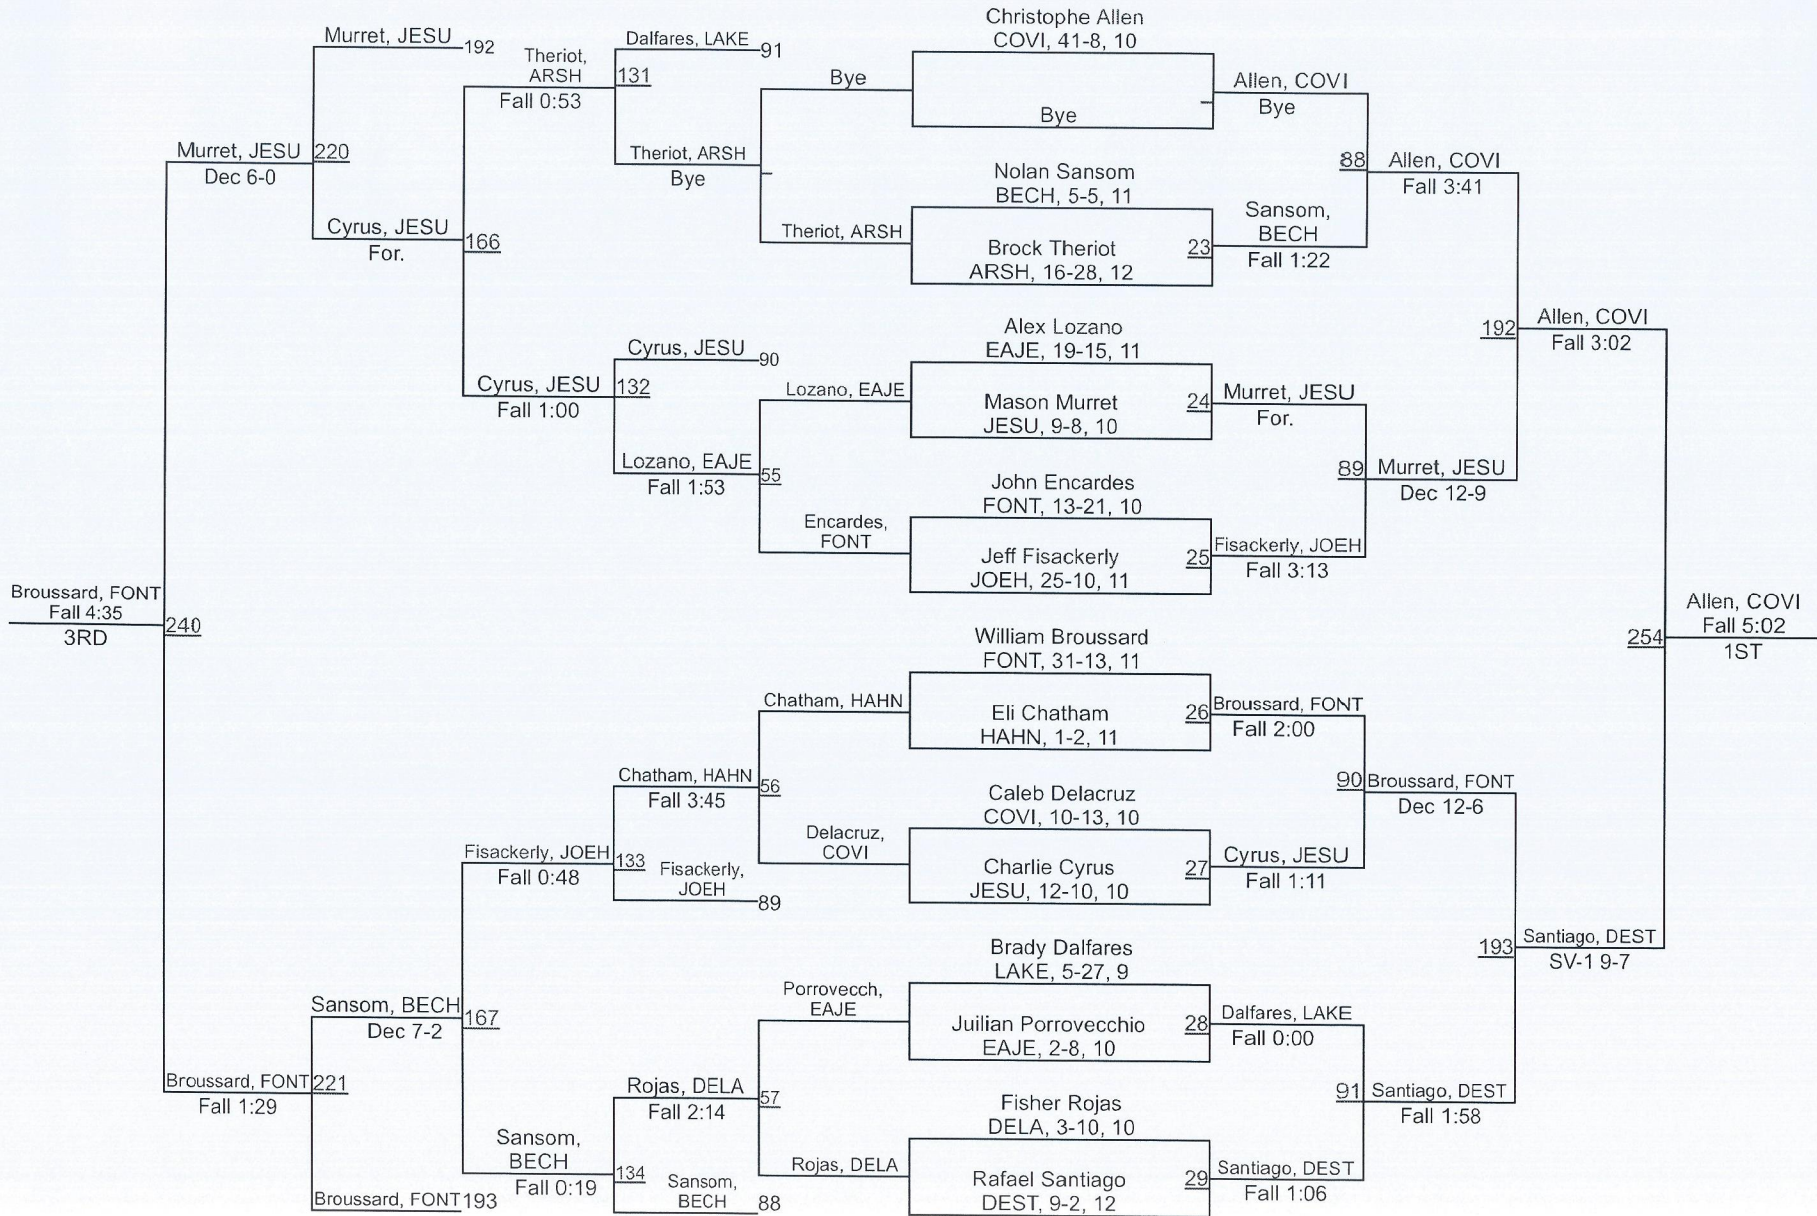 Christophe Allen
COVI, 41-8, 10
Bye
Nolan Sansom
BECH, 5-5, 11
Brock Theriot
ARSH, 16-28, 12
23
Alex Lozano
EAJE, 19-15, 11
Mason Murret
JESU, 9-8, 10
24
John Encardes
FONT, 13-21, 10
Jeff Fisackerly
JOEH, 25-10, 11
25
William Broussard
FONT, 31-13, 11
Eli Chatham
HAHN, 1-2, 11
26
Caleb Delacruz
COVI, 10-13, 10
Charlie Cyrus
JESU, 12-10, 10
27
Brady Dalfares
LAKE, 5-27, 9
Juilian Porrovecchio
EAJE, 2-8, 10
28
Fisher Rojas
DELA, 3-10, 10
Rafael Santiago
DEST, 9-2, 12
29
Allen, COVI
Bye
88
Sansom,
BECH
Fall 1:22
Murret, JESU
For.
89
Fisackerly, JOEH
Fall 3:13
Broussard, FONT
Fall 2:00
90
Cyrus, JESU
Fall 1:11
Dalfares, LAKE
Fall 0:00
91
Santiago, DEST
Fall 1:06
Allen, COVI
Fall 3:41
192
Murret, JESU
Dec 12-9
Broussard, FONT
Dec 12-6
193
Santiago, DEST
Fall 1:58
Allen, COVI
Fall 3:02
254
Santiago, DEST
SV-1 9-7
Allen, COVI
Fall 5:02
1ST
Bye
Theriot, ARSH
Lozano, EAJE
Encardes,
FONT
Chatham, HAHN
Delacruz,
COVI
Porrovecch,
EAJE
Rojas, DELA
Dalfares, LAKE
91
131
Theriot, ARSH
Bye
Cyrus, JESU
90
132
Lozano, EAJE
Fall 1:53
55
Chatham, HAHN
Fall 3:45
56
133
Fisackerly,
JOEH
89
Rojas, DELA
Fall 2:14
57
134
Sansom,
BECH
88
Theriot,
ARSH
Fall 0:53
166
Cyrus, JESU
Fall 1:00
Fisackerly, JOEH
Fall 0:48
167
Sansom,
BECH
Fall 0:19
Murret, JESU
192
220
Cyrus, JESU
For.
Sansom, BECH
Dec 7-2
221
Broussard, FONT
193
Murret, JESU
Dec 6-0
240
Broussard, FONT
Fall 1:29
Broussard, FONT
Fall 4:35
3RD